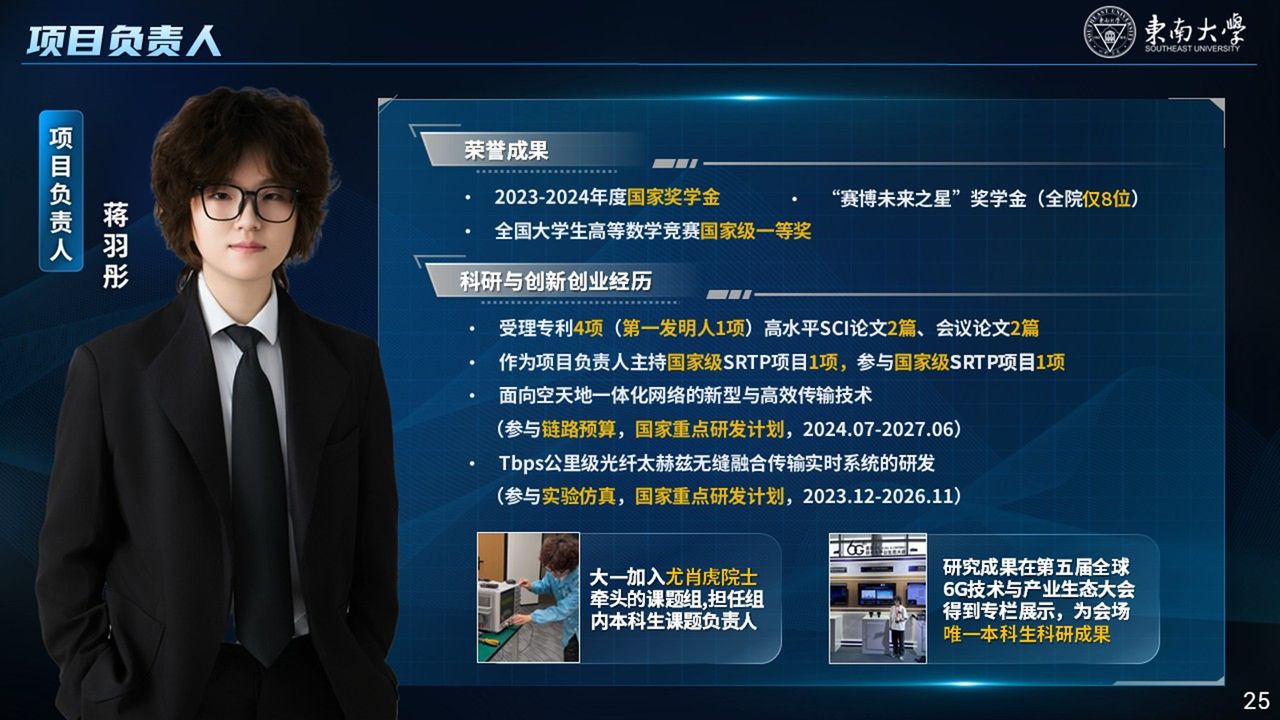 项目负责人
東南大學
SOUTHEAST UNIVERSITY
项目负责人
蒋羽彤
荣誉成果
• 2023-2024年度国家奖学金
• “赛博未来之星”奖学金（全院仅8位）
• 全国大学生高等数学竞赛国家级一等奖
科研与创新创业经历
• 受理专利4项（第一发明人1项）高水平SCI论文2篇、会议论文2篇
• 作为项目负责人主持国家级SRTP项目1项，参与国家级SRTP项目1项
• 面向空天地一体化网络的新型与高效传输技术
（参与链路预算，国家重点研发计划，2024.07-2027.06）
• Tbps公里级光纤太赫兹无缝融合传输实时系统的研发
（参与实验仿真，国家重点研发计划，2023.12-2026.11）
大一加入尤肖虎院士
牵头的课题组,担任组
内本科生课题负责人
6G
研究成果在第五届全球
6G技术与产业生态大会
得到专栏展示，为会场
唯一本科生科研成果
25